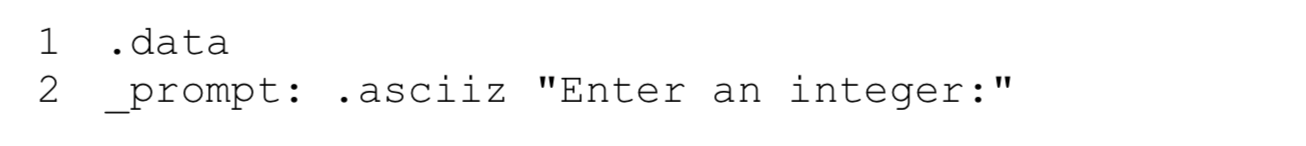 1 .data
2 _prompt: .asciiz "Enter an integer:"